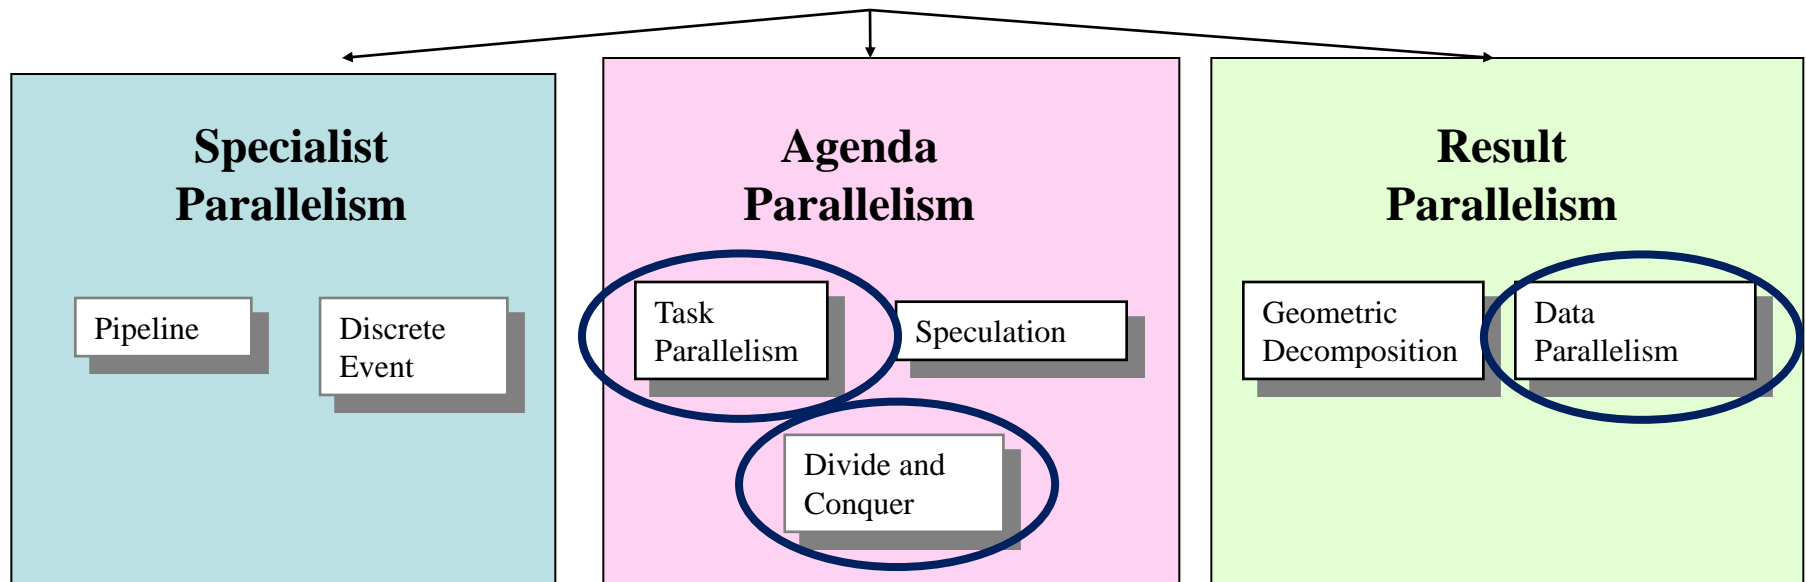 Specialist
Parallelism
Pipeline
Discrete
Event
Agenda
Parallelism
Task
Parallelism
Speculation
Divide and
Conquer
Result
Parallelism
Geometric
Decomposition
Data
Parallelism